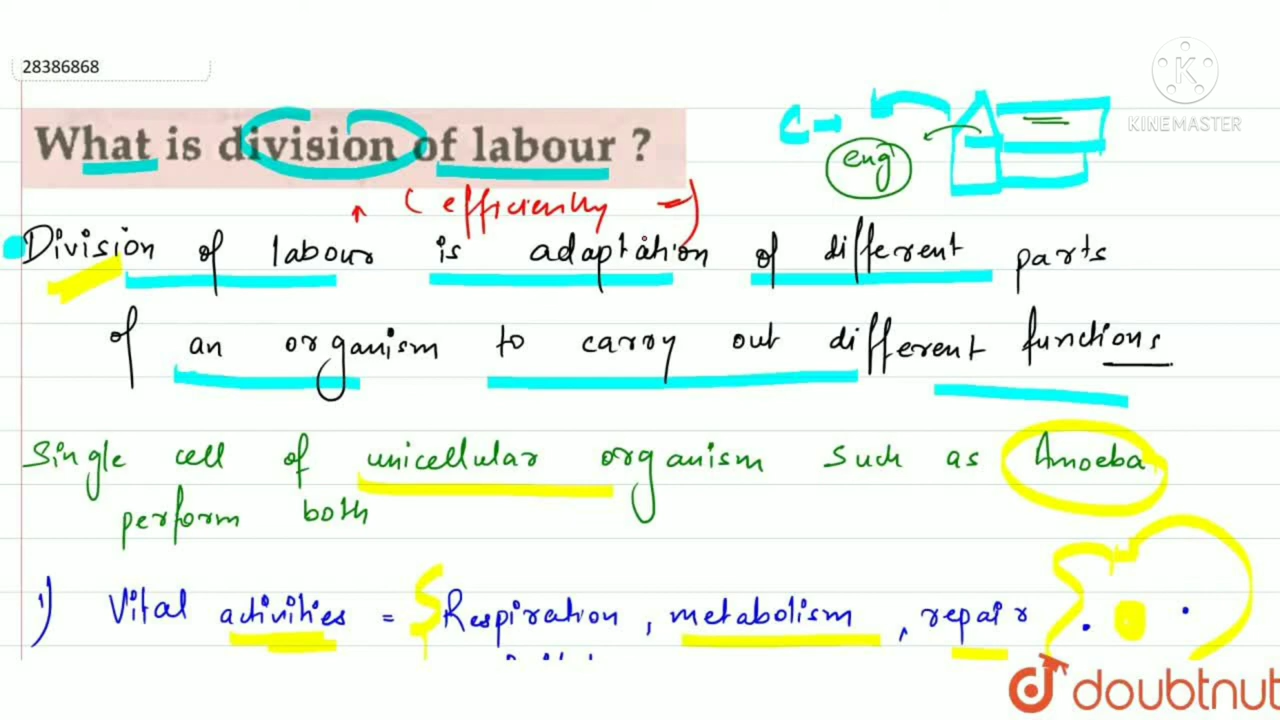 28386868
KINEMASTER
What is division of labour ?
eng
( efficiently )
Division of labour is adaptation of different parts
of an organism to carry out different functions
Single cell of unicellular organism such as Amoeba
perform both
1) Vital activities = Respiration, metabolism, repair
doubtnut